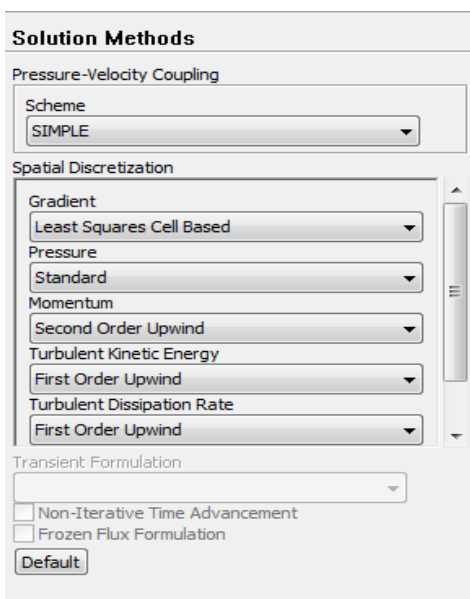 Solution Methods
Pressure-Velocity Coupling
Scheme
SIMPLE
Spatial Discretization
Gradient
Least Squares Cell Based
Pressure
Standard
Momentum
Second Order Upwind
Turbulent Kinetic Energy
First Order Upwind
Turbulent Dissipation Rate
First Order Upwind
Transient Formulation
Non-Iterative Time Advancement
Frozen Flux Formulation
Default